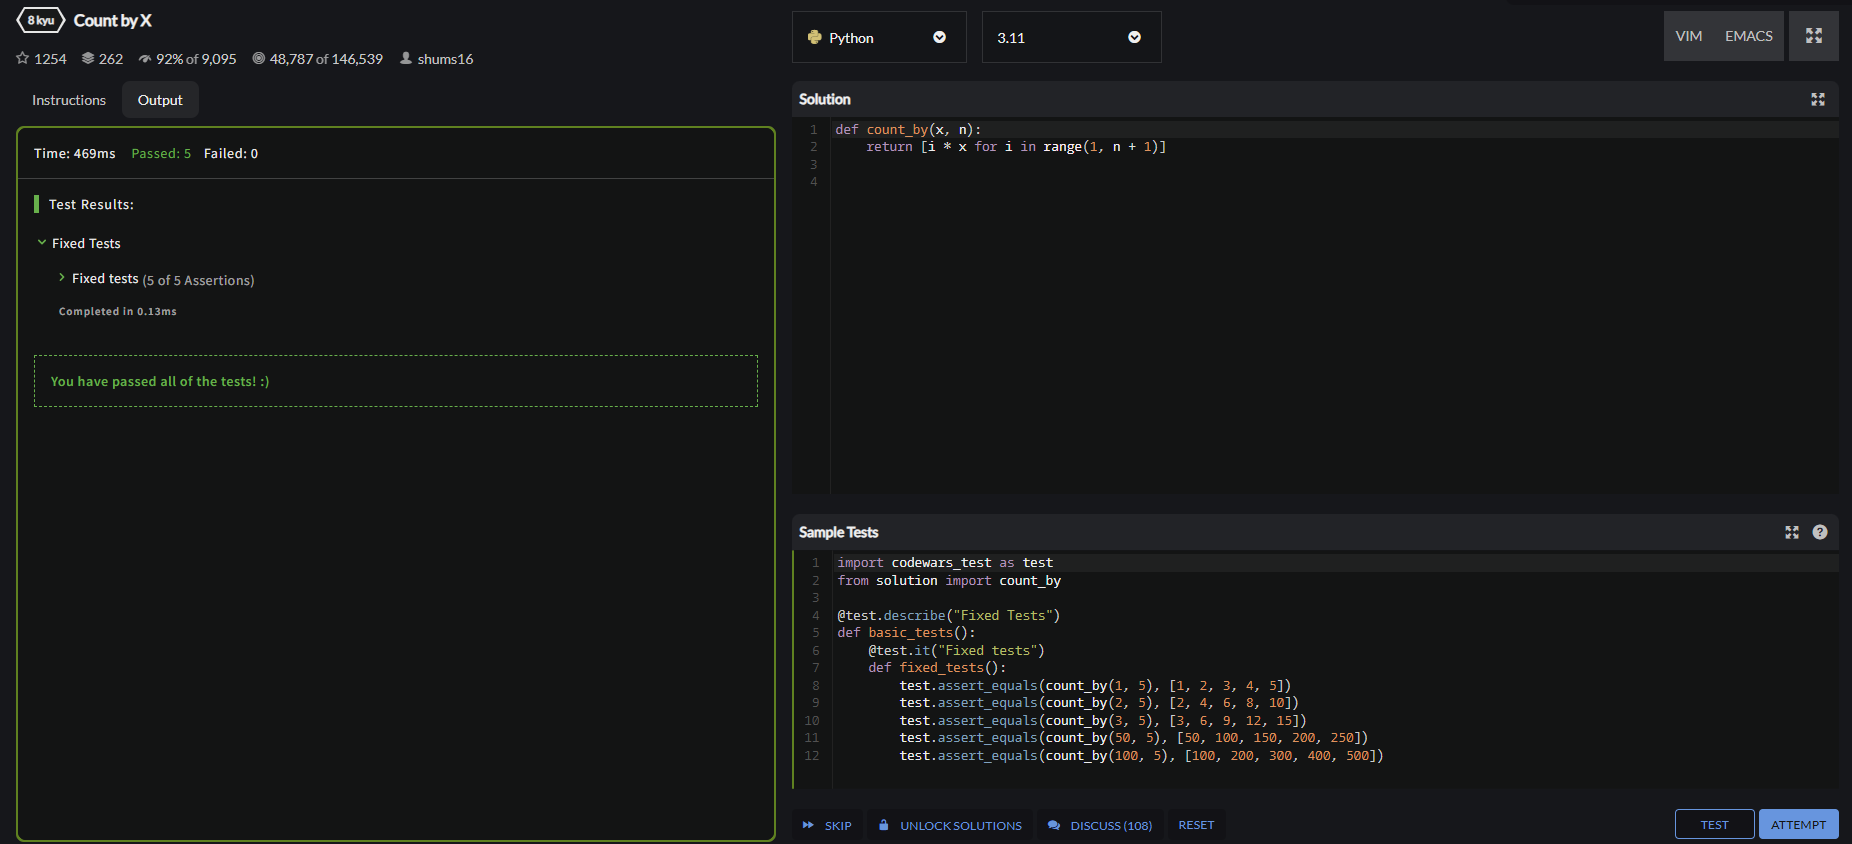 8 kyu Count by X
1254 262 92% of 9,095 48,787 of 146,539 shums16
Instructions Output
Time: 469ms Passed: 5 Failed: 0
Test Results:
Fixed Tests
Fixed tests (5 of 5 Assertions)
Completed in 0.13ms
You have passed all of the tests! :)
Python 3.11 VIM EMACS
Solution
1 def count_by(x, n):
2     return [i * x for i in range(1, n + 1)]
3
4
Sample Tests
1 import codewars_test as test
2 from solution import count_by
3
4 @test.describe("Fixed Tests")
5 def basic_tests():
6     @test.it("Fixed tests")
7     def fixed_tests():
8         test.assert_equals(count_by(1, 5), [1, 2, 3, 4, 5])
9         test.assert_equals(count_by(2, 5), [2, 4, 6, 8, 10])
10         test.assert_equals(count_by(3, 5), [3, 6, 9, 12, 15])
11         test.assert_equals(count_by(50, 5), [50, 100, 150, 200, 250])
12         test.assert_equals(count_by(100, 5), [100, 200, 300, 400, 500])
SKIP UNLOCK SOLUTIONS DISCUSS (108) RESET TEST ATTEMPT